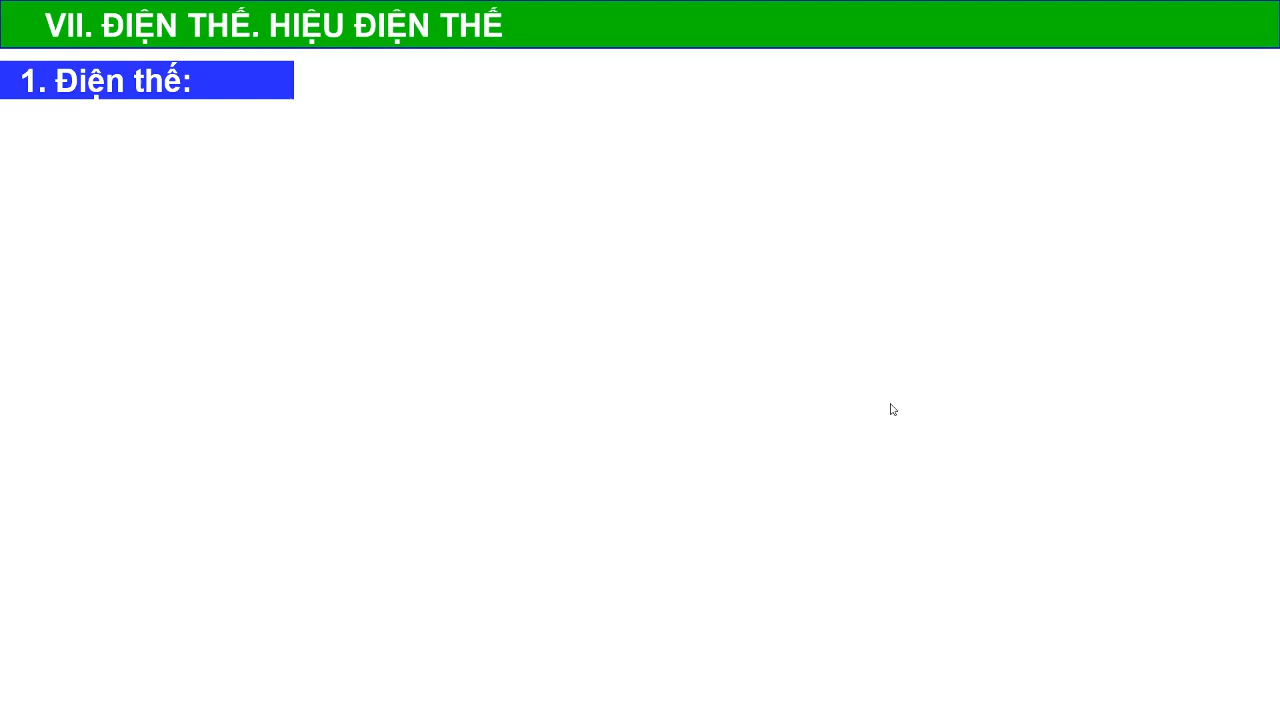 VII. ĐIỆN THẾ. HIỆU ĐIỆN THẾ
1. Điện thế: